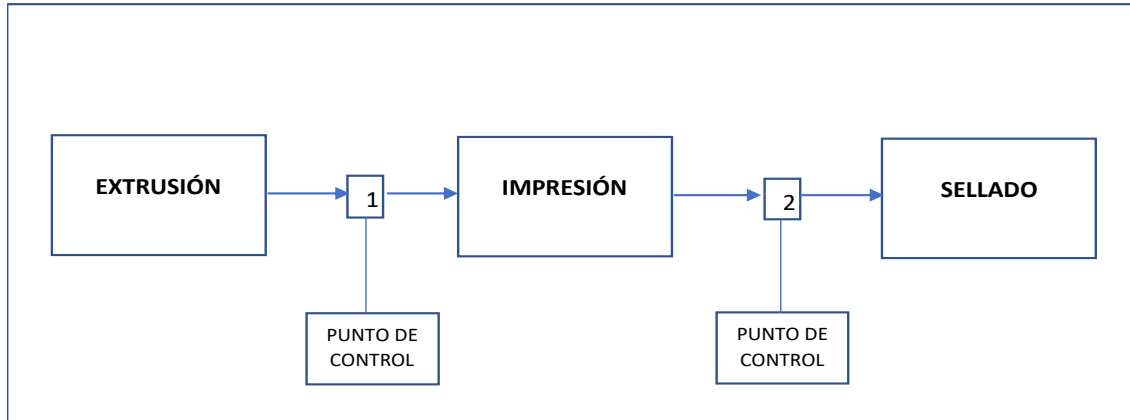 EXTRUSIÓN
1
IMPRESIÓN
2
SELLADO
PUNTO DE
CONTROL
PUNTO DE
CONTROL